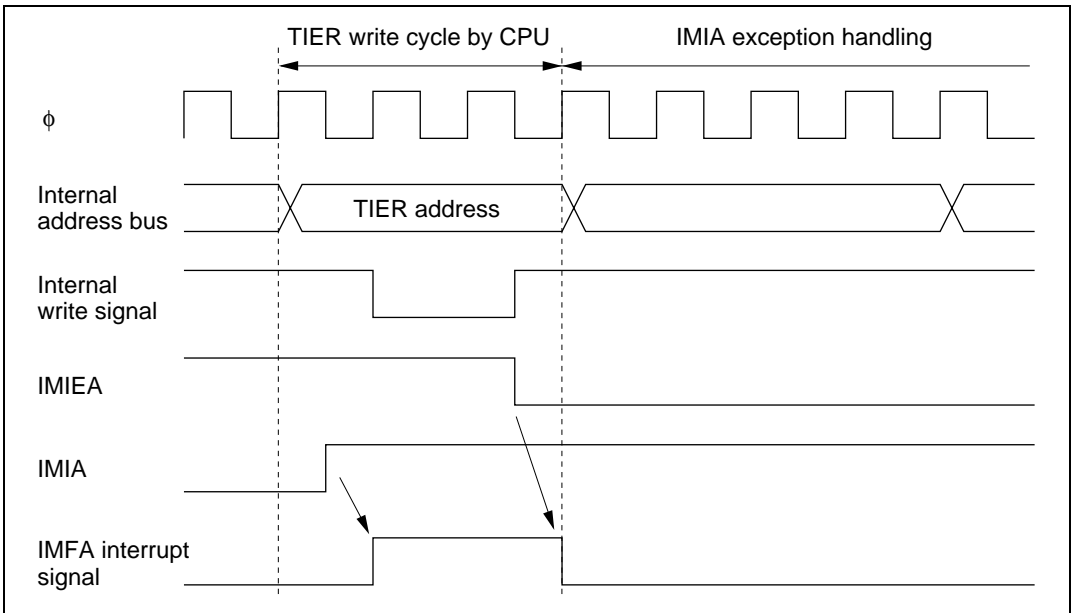 TIER write cycle by CPU
IMIA exception handling
φ
Internal
address bus
TIER address
Internal
write signal
IMIEA
IMIA
IMFA interrupt
signal